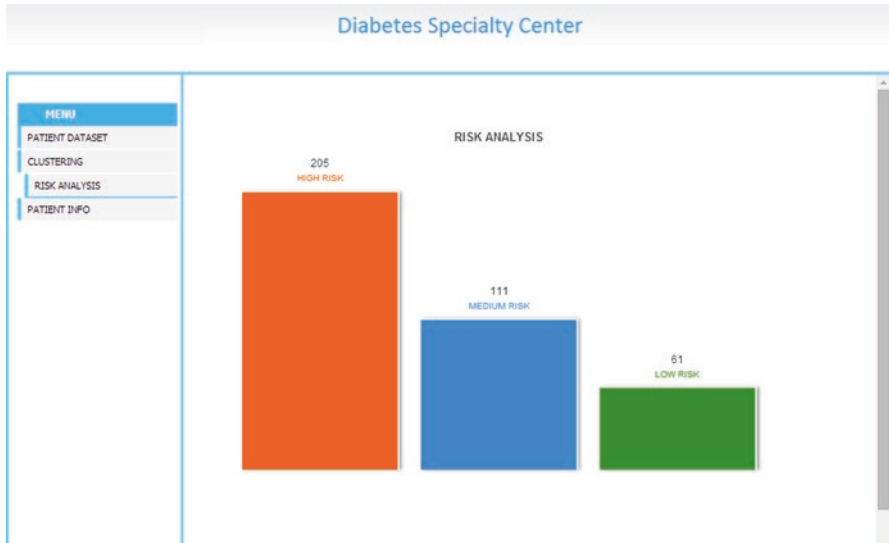 Diabetes Specialty Center
MENU
PATIENT DATASET
CLUSTERING
RISK ANALYSIS
PATIENT INFO
RISK ANALYSIS
205
HIGH RISK
111
MEDIUM RISK
61
LOW RISK